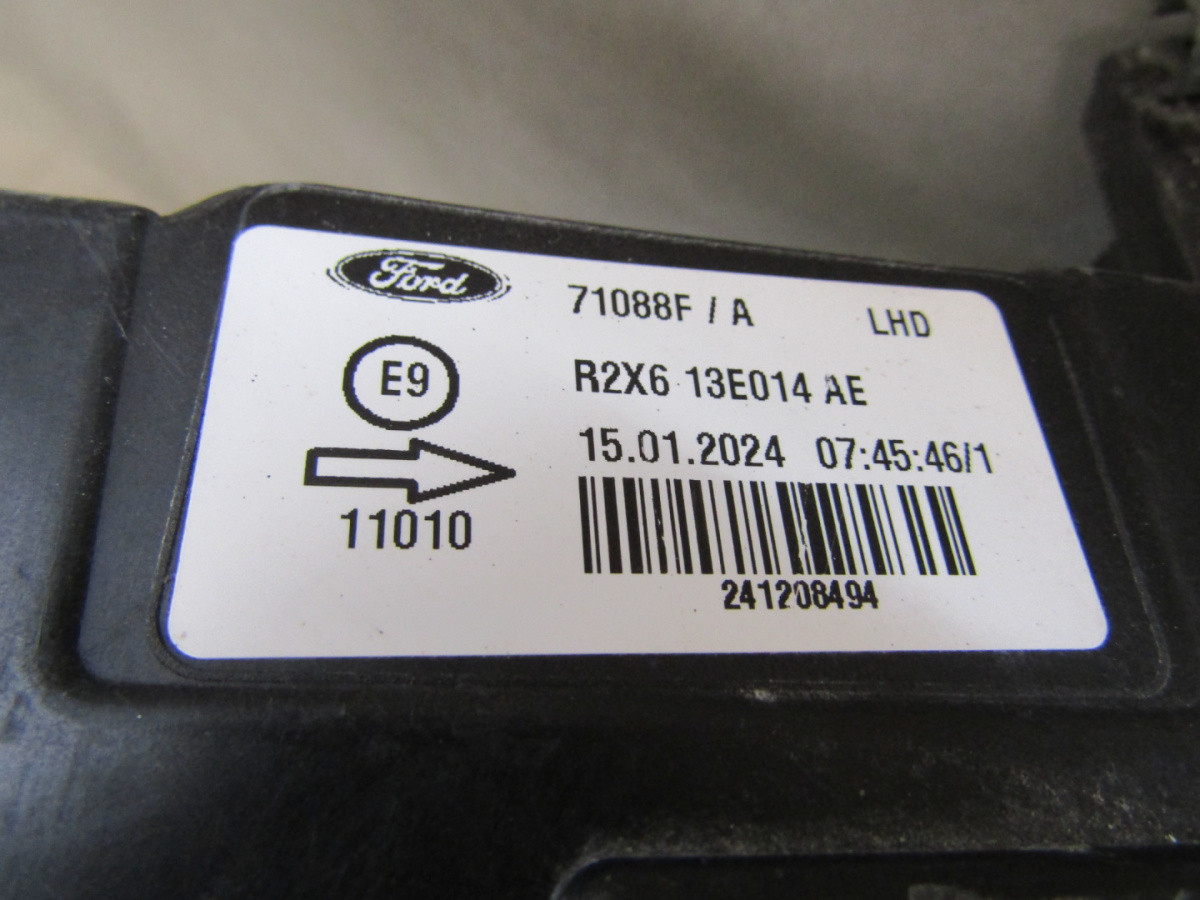 Ford
71088F / A LHD
E9
R2X6 13E014 AE
15.01.2024 07:45:46/1
11010
241208494